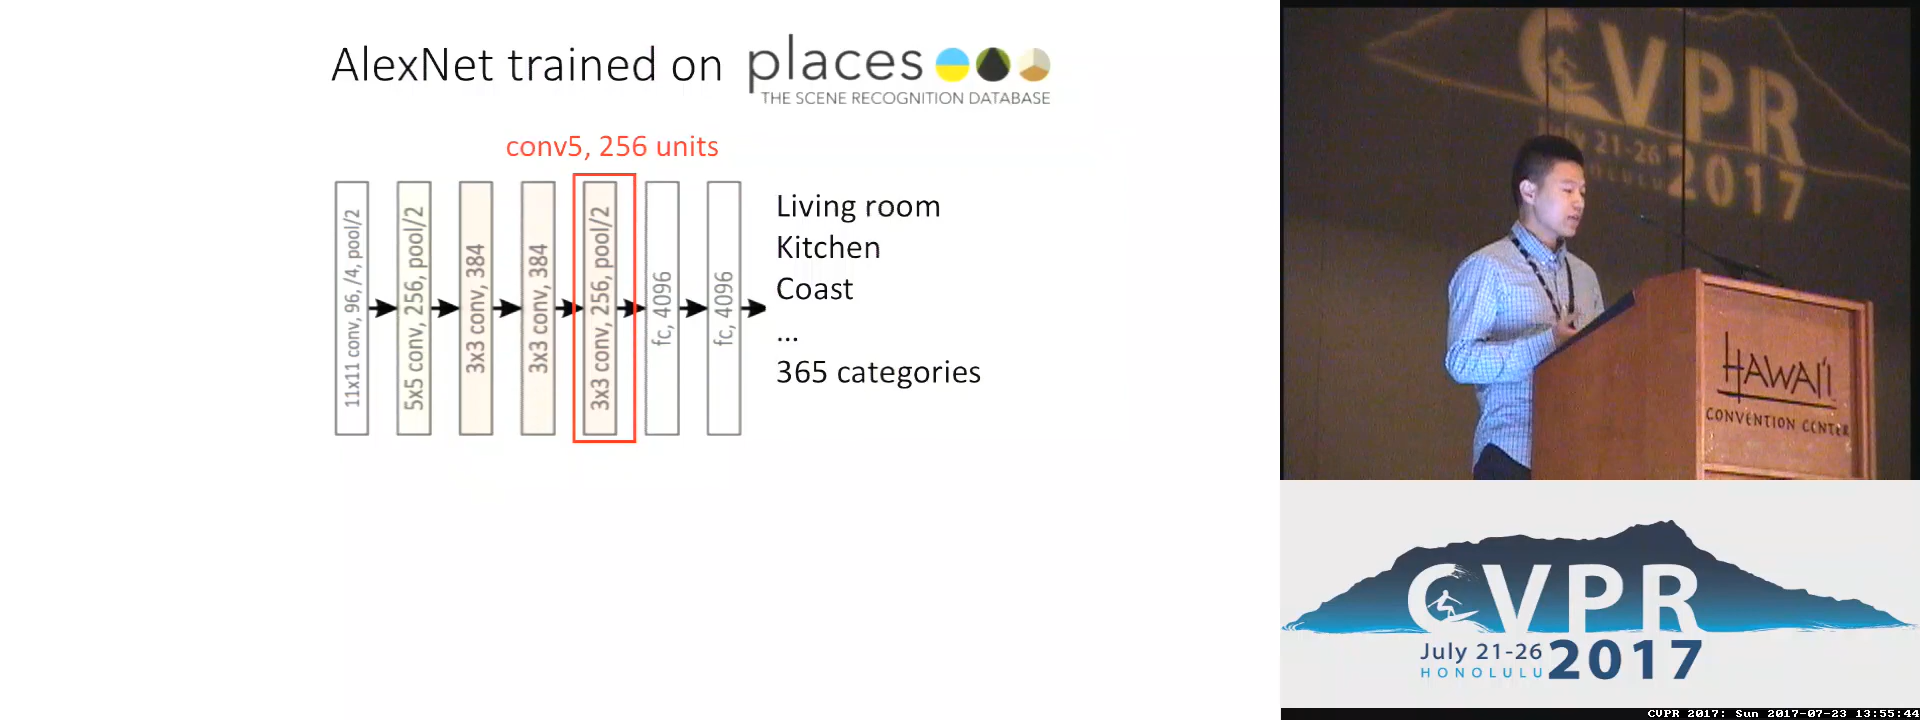 AlexNet trained on places
THE SCENE RECOGNITION DATABASE
conv5, 256 units
11x11 conv, 96, /4, pool/2
5x5 conv, 256, pool/2
3x3 conv, 384
3x3 conv, 384
3x3 conv, 256, pool/2
fc, 4096
fc, 4096
Living room
Kitchen
Coast
...
365 categories
CVPR
July 21-26
HONOLULU 2017
HAWAI'I
CONVENTION CENTER
CVPR
July 21-26
HONOLULU 2017
CVPR 2017: Sun 2017-07-23 13:55:44